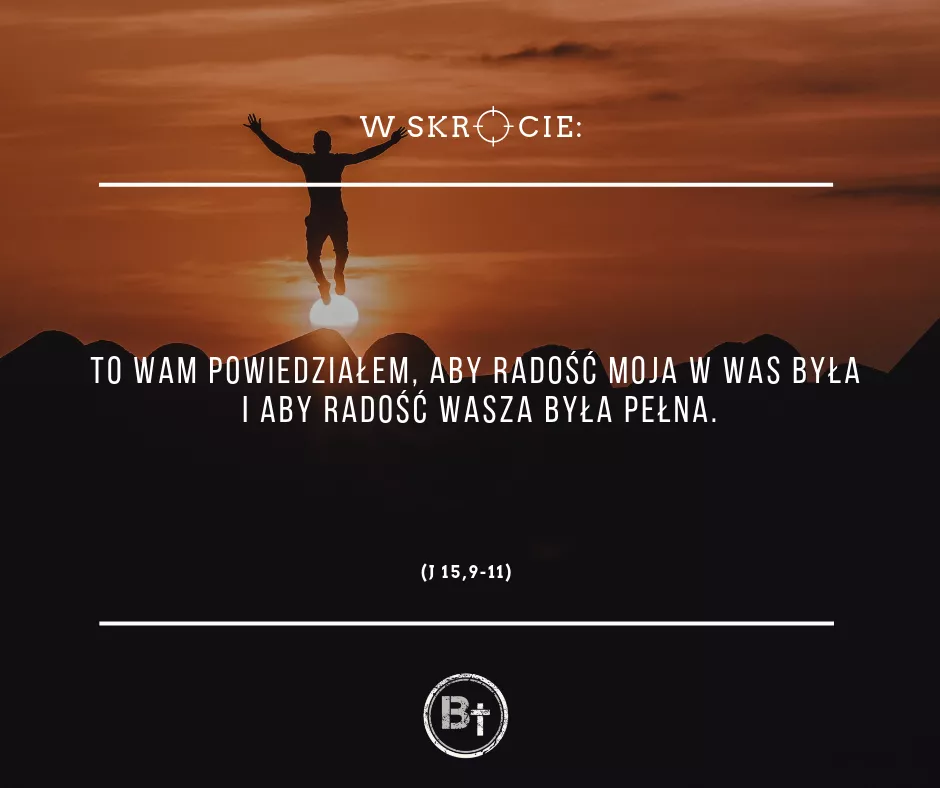 W SKRÓCIE:
TO WAM POWIEDZIAŁEM, ABY RADOŚĆ MOJA W WAS BYŁA
I ABY RADOŚĆ WASZA BYŁA PEŁNA.
(J 15,9-11)
Bt